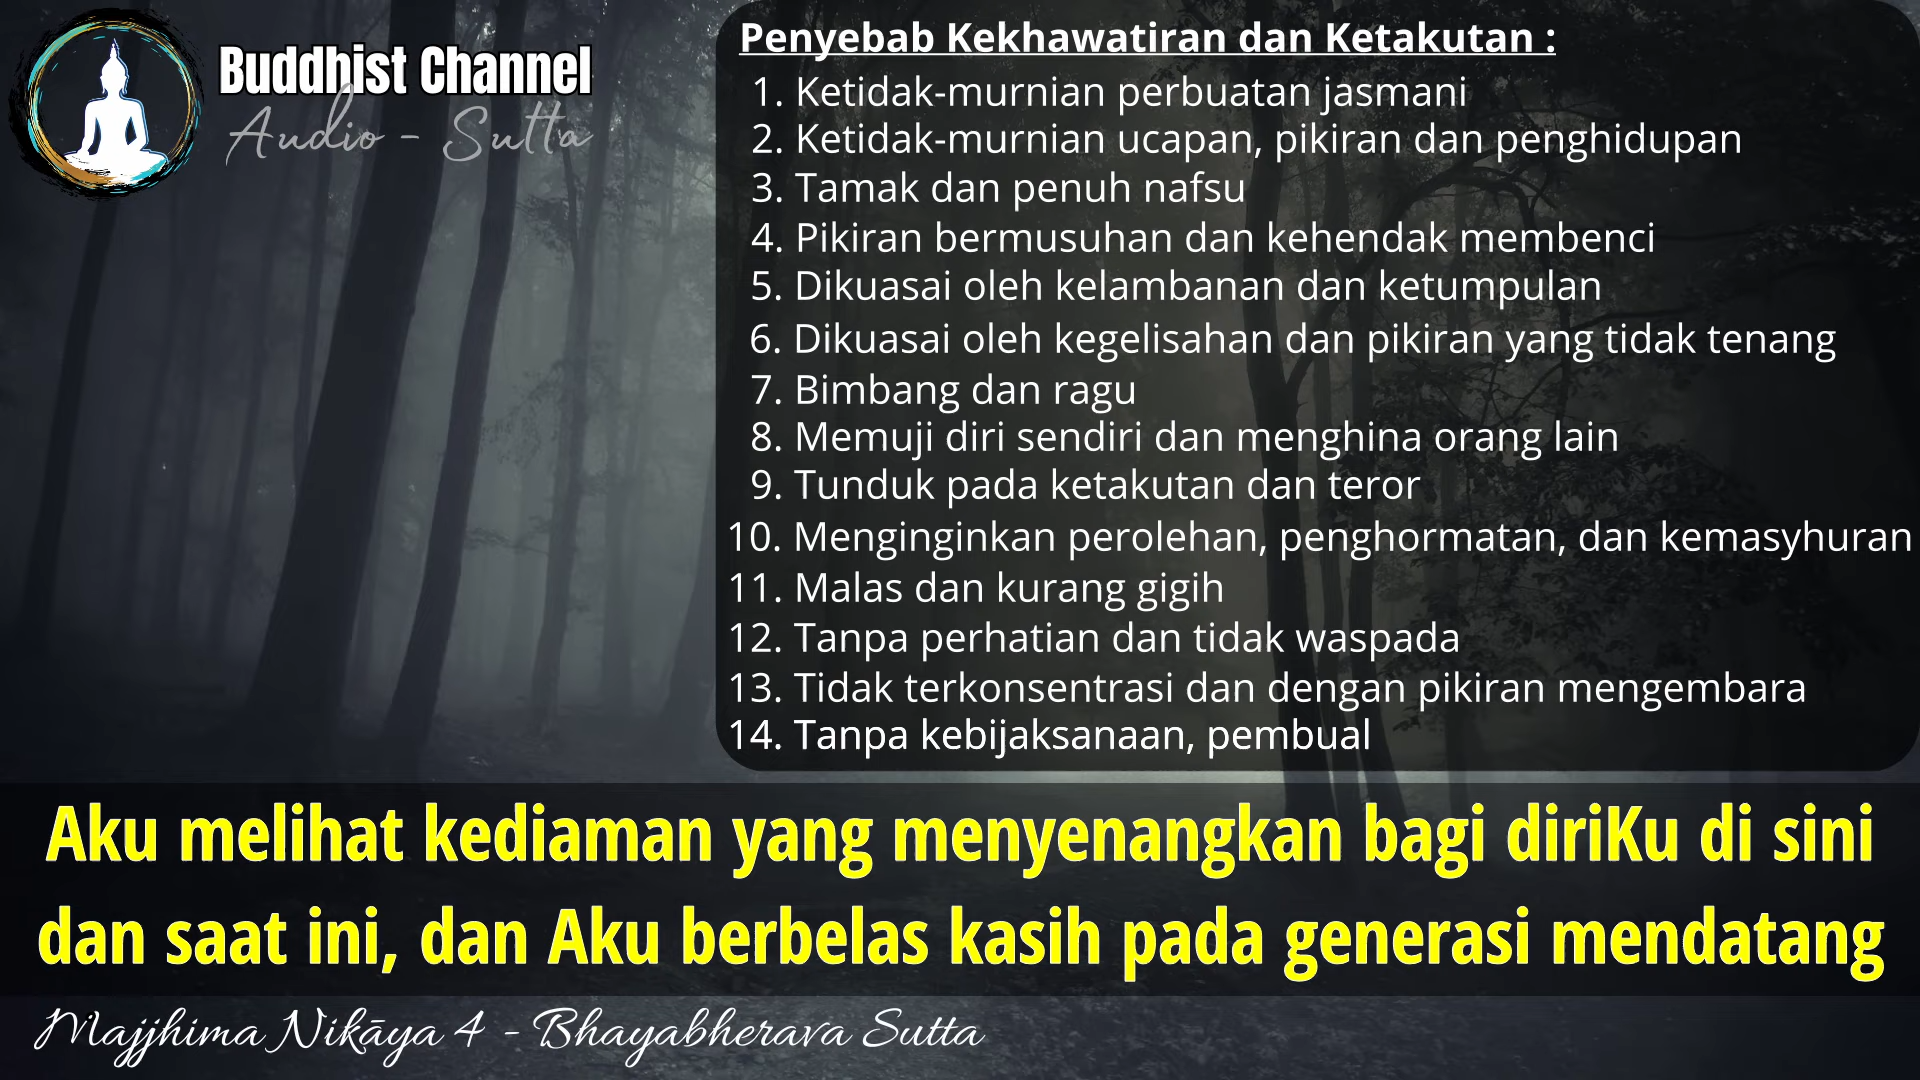 Buddhist Channel
Audio - Sutta
Penyebab Kekhawatiran dan Ketakutan :
1. Ketidak-murnian perbuatan jasmani
2. Ketidak-murnian ucapan, pikiran dan penghidupan
3. Tamak dan penuh nafsu
4. Pikiran bermusuhan dan kehendak membenci
5. Dikuasai oleh kelambanan dan ketumpulan
6. Dikuasai oleh kegelisahan dan pikiran yang tidak tenang
7. Bimbang dan ragu
8. Memuji diri sendiri dan menghina orang lain
9. Tunduk pada ketakutan dan teror
10. Menginginkan perolehan, penghormatan, dan kemasyhuran
11. Malas dan kurang gigih
12. Tanpa perhatian dan tidak waspada
13. Tidak terkonsentrasi dan dengan pikiran mengembara
14. Tanpa kebijaksanaan, pembual
Aku melihat kediaman yang menyenangkan bagi diriKu di sini
dan saat ini, dan Aku berbelas kasih pada generasi mendatang
Majjhima Nikāya 4 - Bhayabherava Sutta